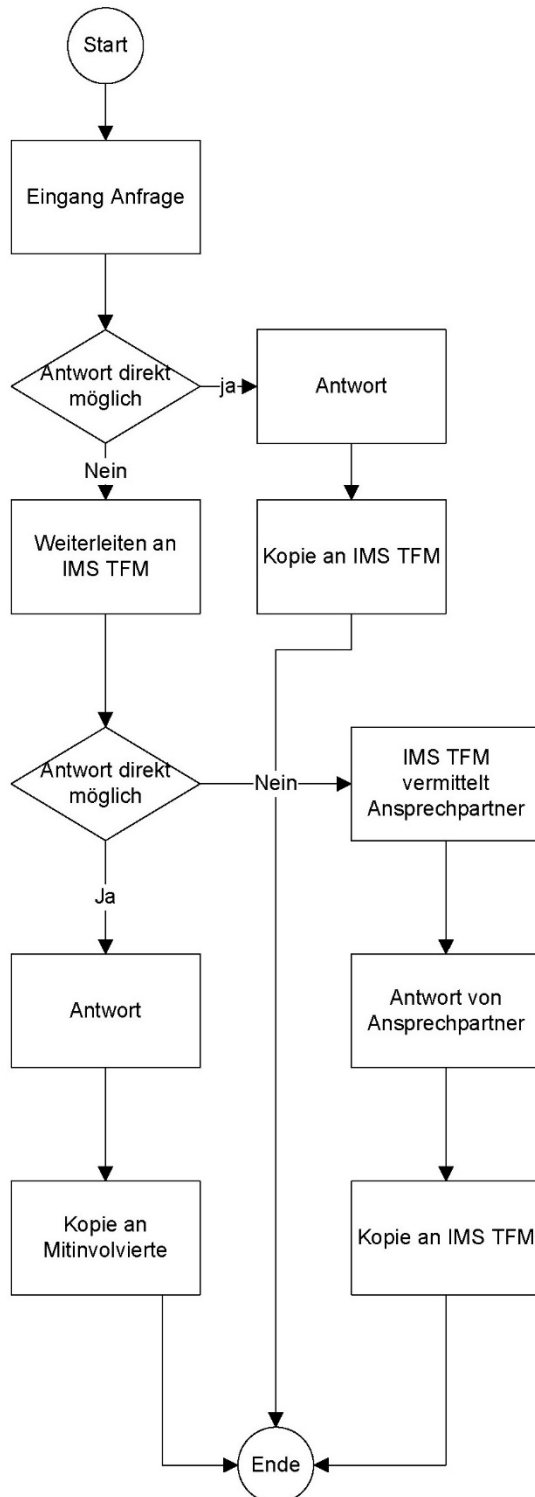 Start
Eingang Anfrage
Antwort direkt
möglich
ja
Antwort
Nein
Weiterleiten an
IMS TFM
Kopie an IMS TFM
Antwort direkt
möglich
Nein
IMS TFM
vermittelt
Ansprechpartner
Ja
Antwort
Antwort von
Ansprechpartner
Kopie an
Mitinvolvierte
Kopie an IMS TFM
Ende